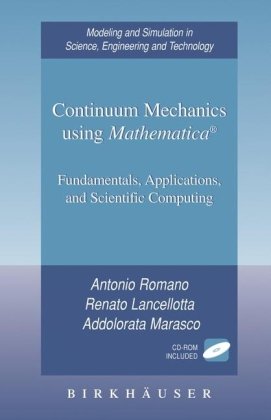 Modeling and Simulation in
Science, Engineering and Technology
Continuum Mechanics
using Mathematica®
Fundamentals, Applications,
and Scientific Computing
Antonio Romano
Renato Lancellotta
Addolorata Marasco
CD-ROM
INCLUDED
BIRKHÄUSER